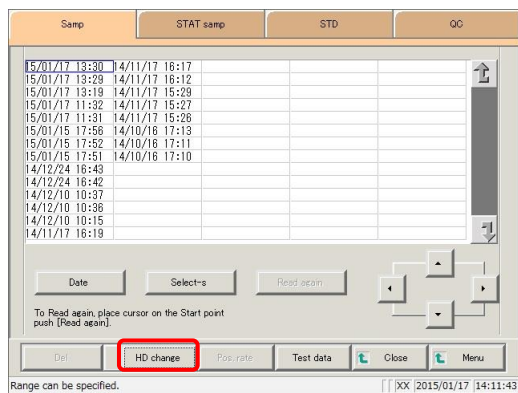 Samp STAT samp STD QC
15/01/17 13:30 14/11/17 16:17
15/01/17 13:29 14/11/17 16:12
15/01/17 13:19 14/11/17 15:29
15/01/17 11:32 14/11/17 15:27
15/01/17 11:31 14/11/17 15:26
15/01/15 17:56 14/10/16 17:13
15/01/15 17:52 14/10/16 17:11
15/01/15 17:51 14/10/16 17:10
14/12/24 16:43
14/12/24 16:42
14/12/10 10:37
14/12/10 10:36
14/12/10 10:15
14/11/17 16:19
Date Select-s Read again
To Read again, place cursor on the Start point
push [Read again].
Del HD change Pos. rate Test data Close Menu
Range can be specified. XX 2015/01/17 14:11:43